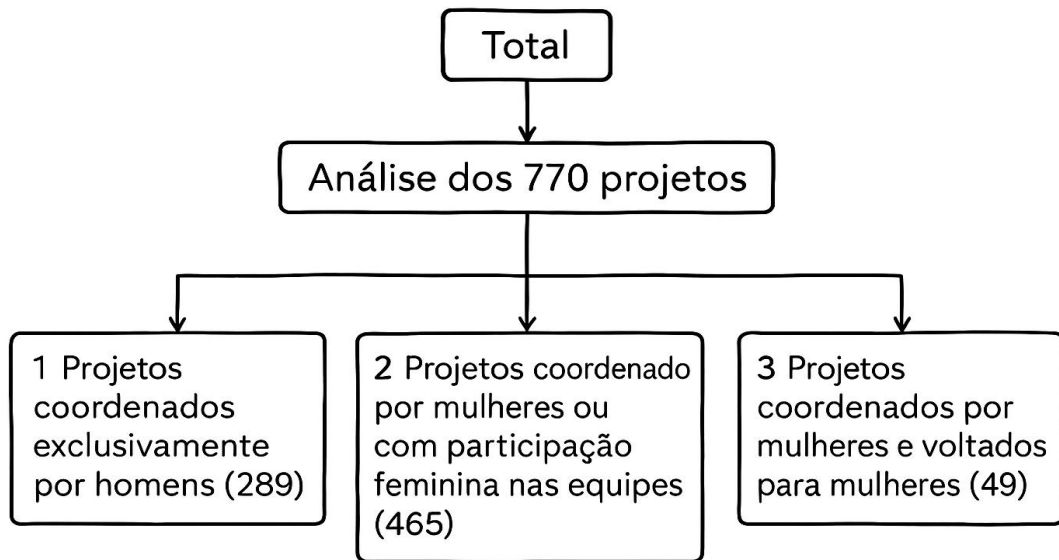 Total
Análise dos 770 projetos
1 Projetos
coordenados
exclusivamente
por homens (289)
2 Projetos coordenado
por mulheres ou
com participação
feminina nas equipes
(465)
3 Projetos
coordenados por
mulheres e voltados
para mulheres (49)